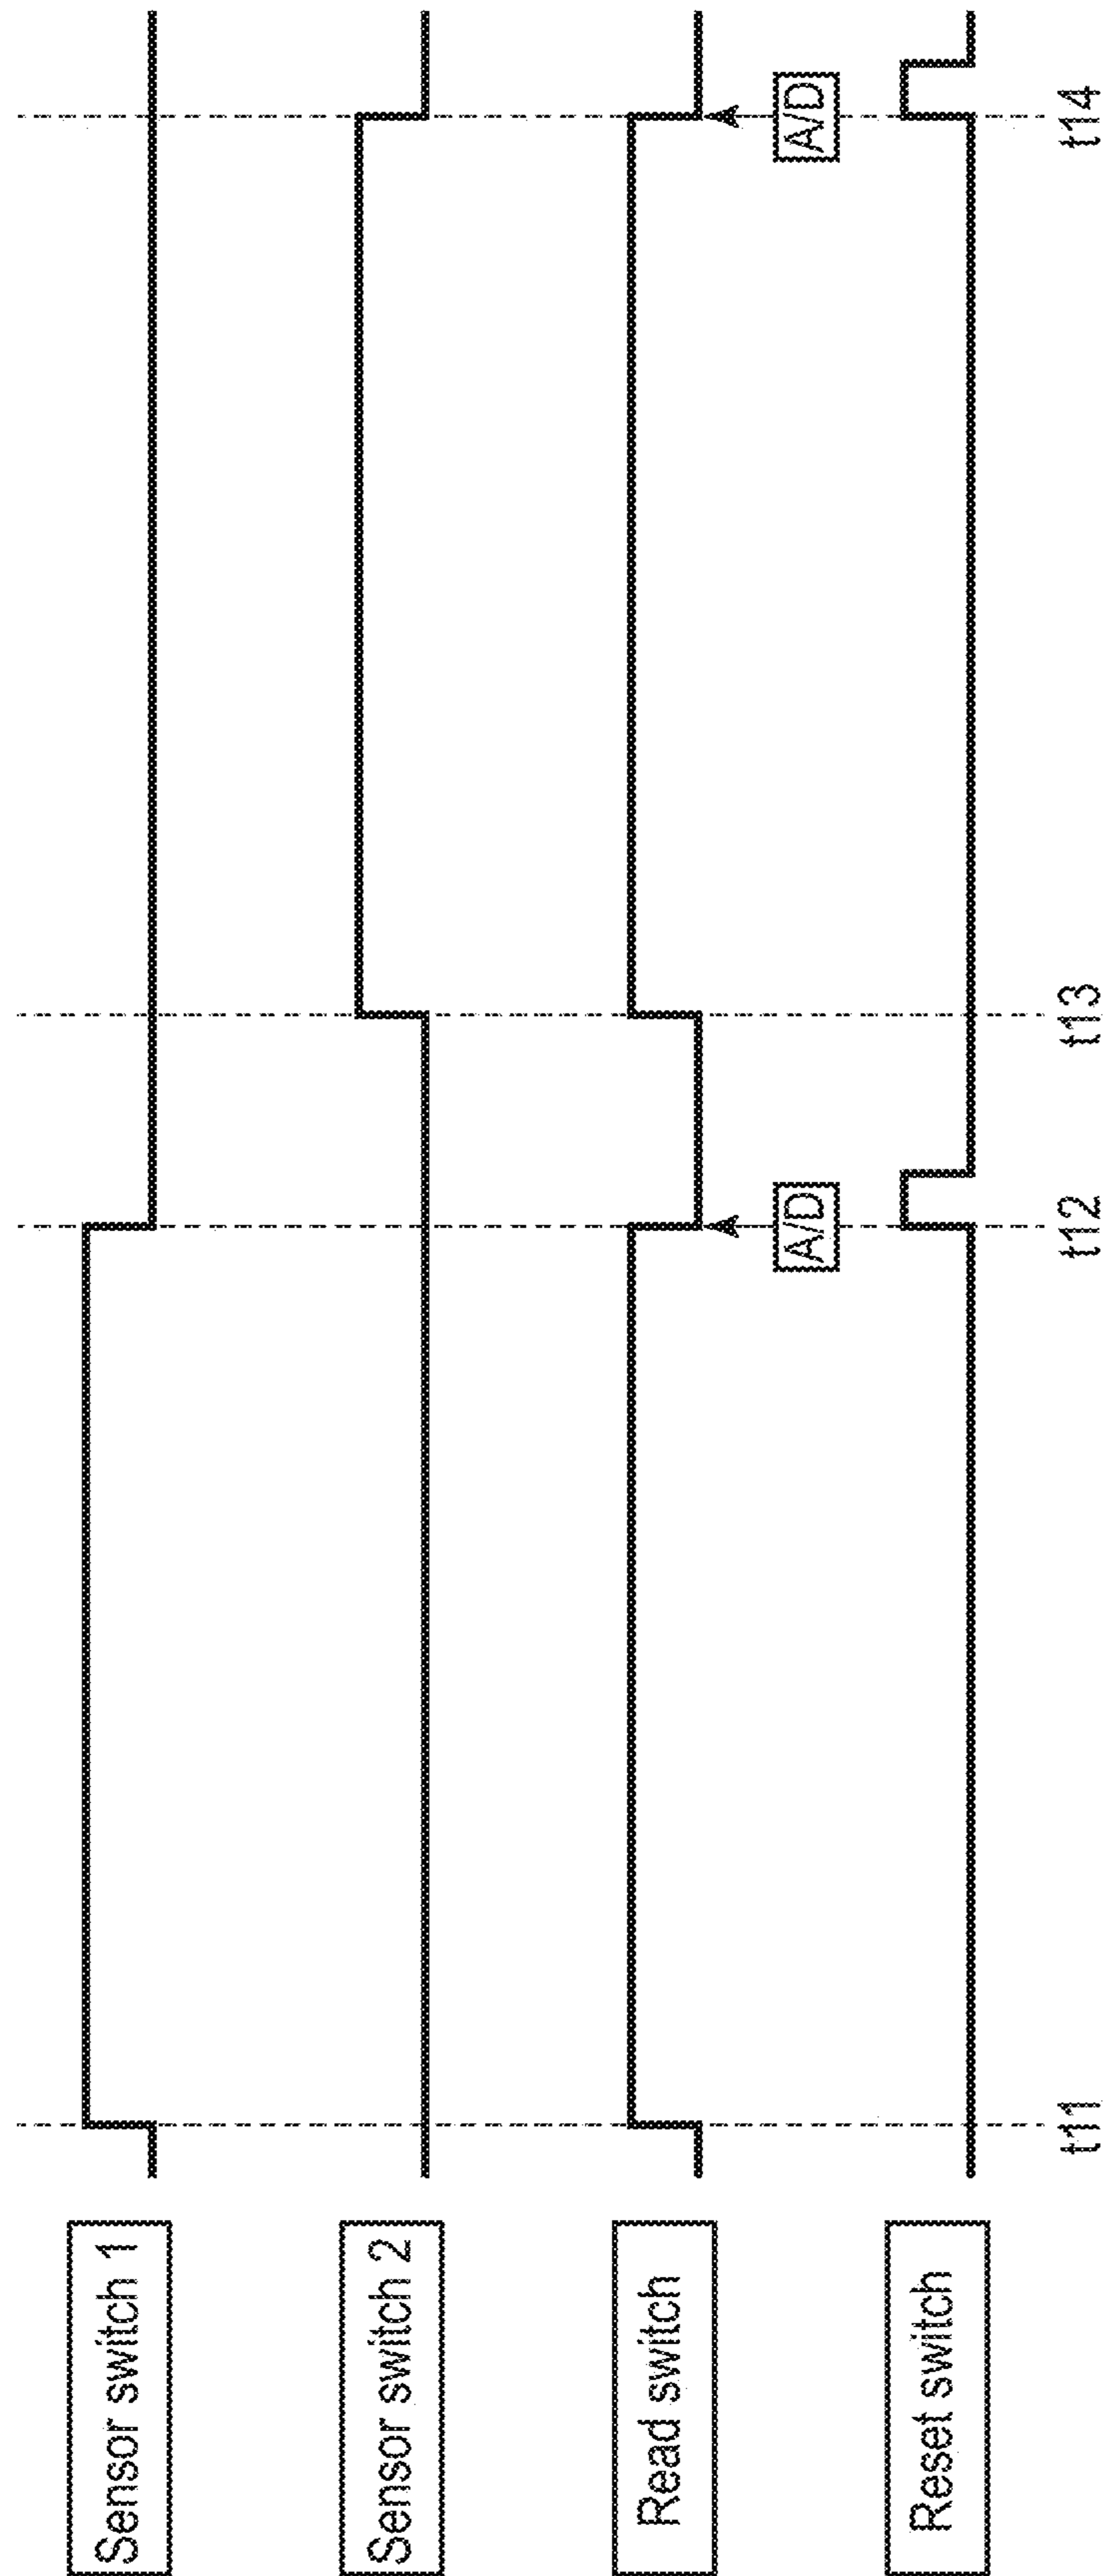 Sensor switch 1
Sensor switch 2
Read switch
A/D
A/D
Reset switch
t11
t12
t13
t14